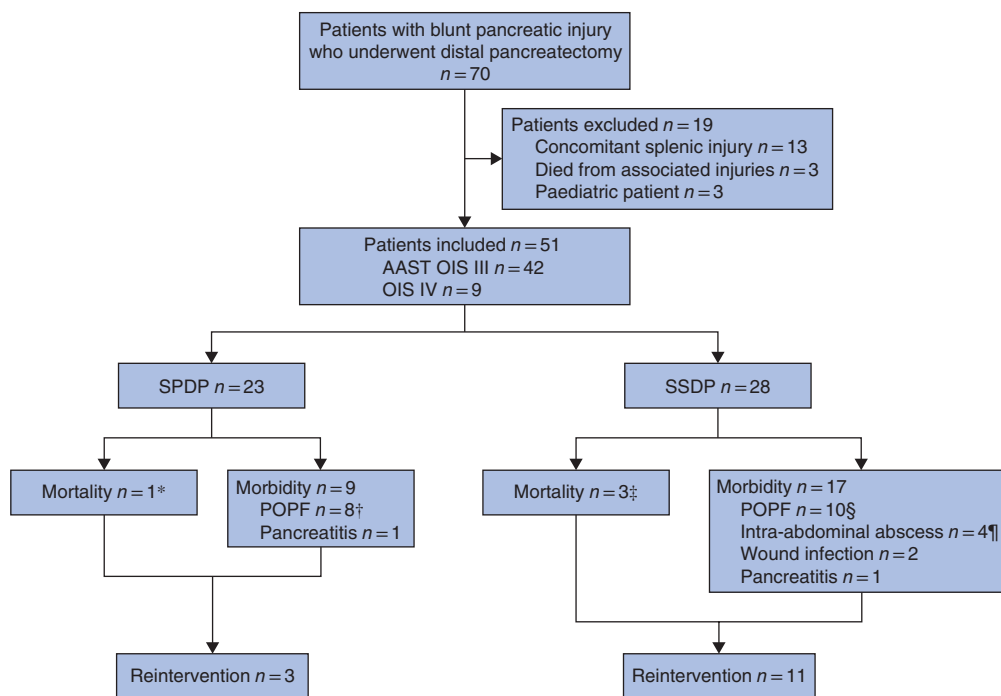 Patients with blunt pancreatic injury
who underwent distal pancreatectomy
n = 70
Patients excluded n = 19
Concomitant splenic injury n = 13
Died from associated injuries n = 3
Paediatric patient n = 3
Patients included n = 51
AAST OIS III n = 42
OIS IV n = 9
SPDP n = 23
SSDP n = 28
Mortality n = 1*
Morbidity n = 9
POPF n = 8†
Pancreatitis n = 1
Mortality n = 3‡
Morbidity n = 17
POPF n = 10§
Intra-abdominal abscess n = 4¶
Wound infection n = 2
Pancreatitis n = 1
Reintervention n = 3
Reintervention n = 11